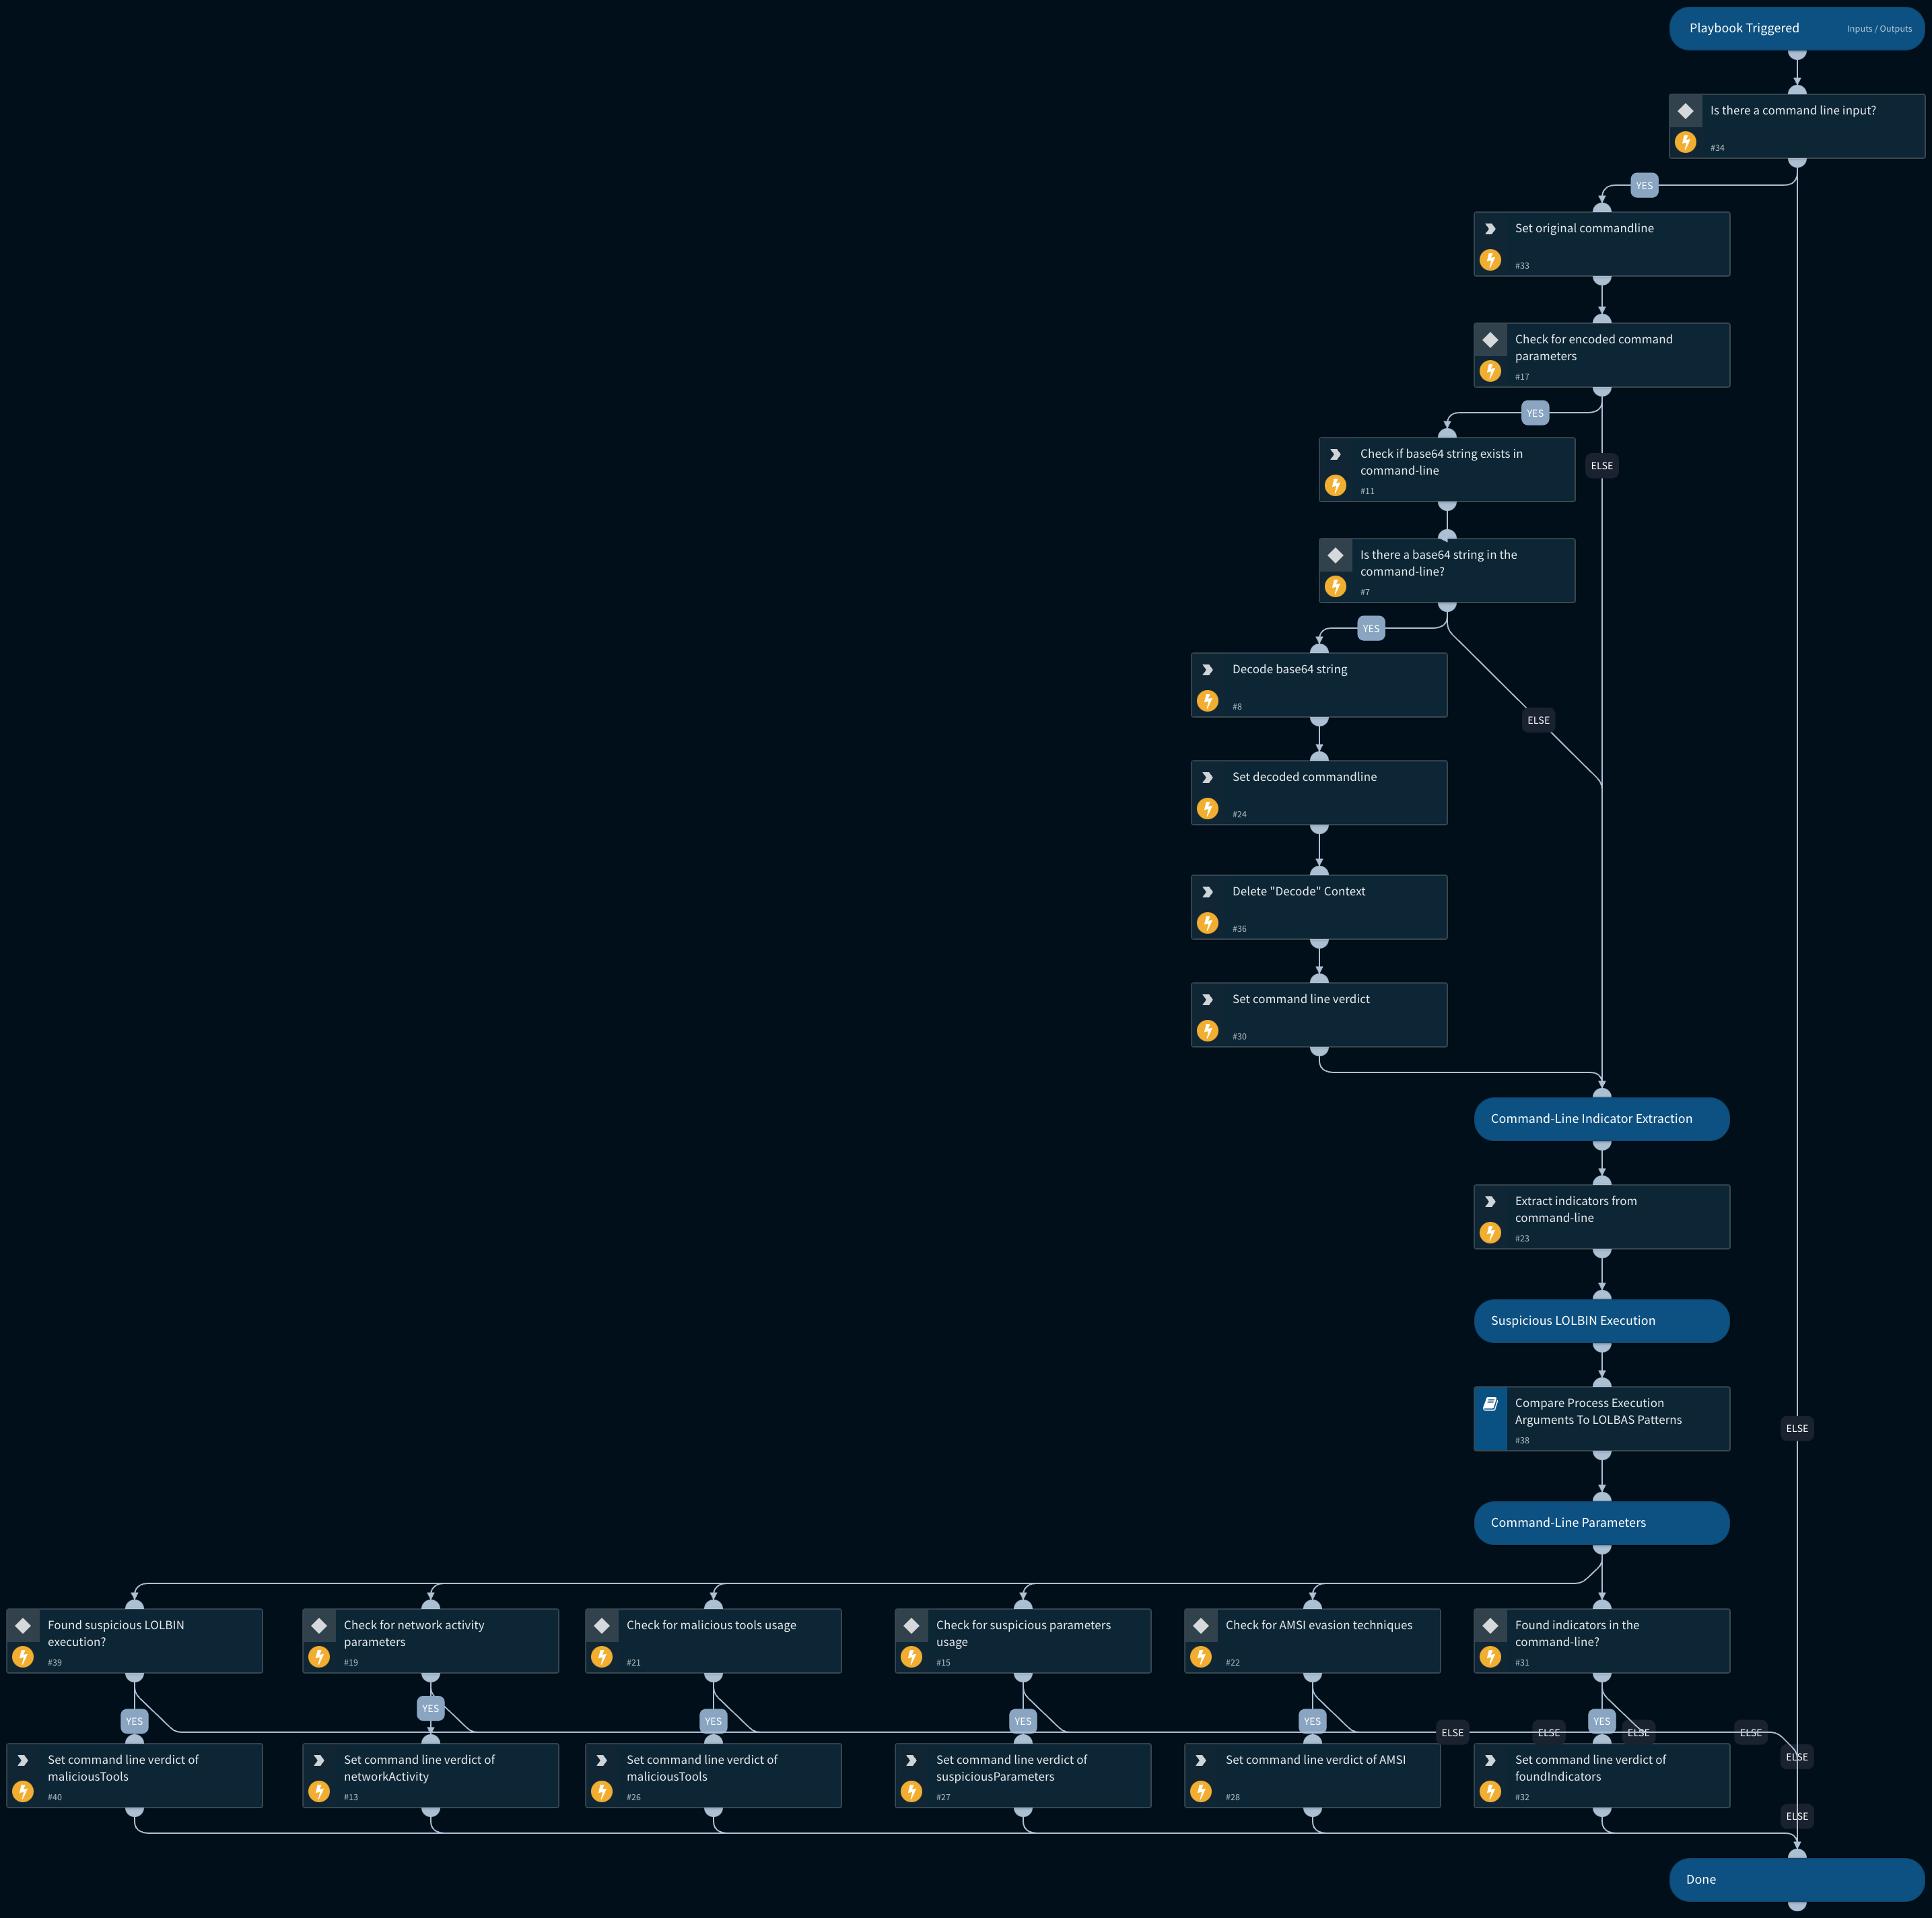 Playbook Triggered
Inputs / Outputs
Is there a command line input?
#34
YES
Set original commandline
#33
Check for encoded command
parameters
#17
YES
Check if base64 string exists in
command-line
#11
ELSE
Is there a base64 string in the
command-line?
#7
YES
Decode base64 string
#8
ELSE
Set decoded commandline
#24
Delete "Decode" Context
#36
Set command line verdict
#30
Command-Line Indicator Extraction
Extract indicators from
command-line
#23
Suspicious LOLBIN Execution
Compare Process Execution
Arguments To LOLBAS Patterns
#38
ELSE
Command-Line Parameters
Found suspicious LOLBIN
execution?
#39
Check for network activity
parameters
#19
Check for malicious tools usage
#21
Check for suspicious parameters
usage
#15
Check for AMSI evasion techniques
#22
Found indicators in the
command-line?
#31
YES
YES
YES
YES
YES
YES
ELSE
ELSE
ELSE
ELSE
ELSE
Set command line verdict of
maliciousTools
#40
Set command line verdict of
networkActivity
#13
Set command line verdict of
maliciousTools
#26
Set command line verdict of
suspiciousParameters
#27
Set command line verdict of AMSI
#28
Set command line verdict of
foundIndicators
#32
ELSE
Done